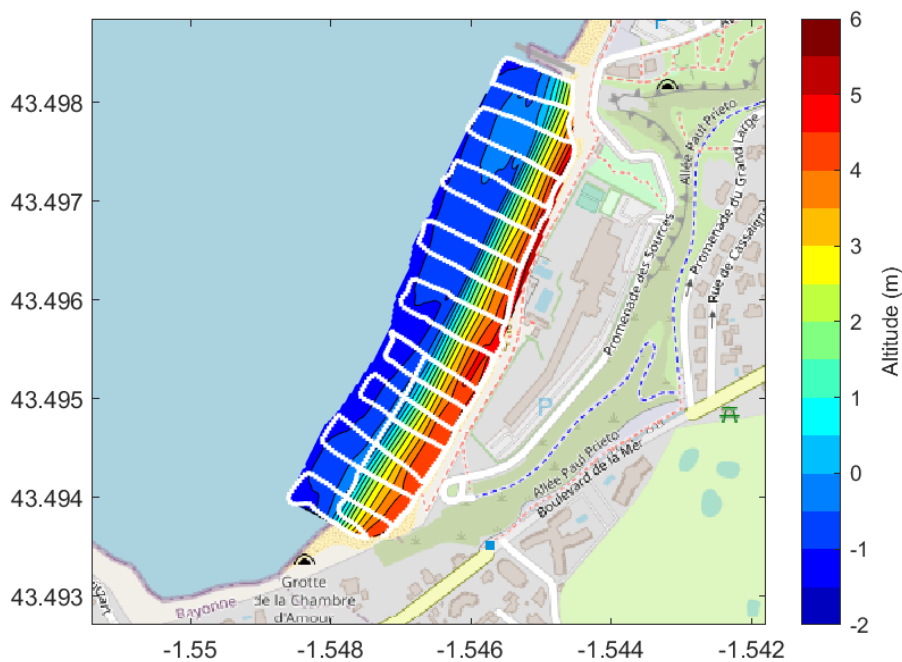 43.498
43.497
43.496
43.495
43.494
43.493
-1.55
-1.548
-1.546
-1.544
-1.542
6
5
4
3
2
1
0
-1
-2
Altitude (m)
P
Allée Paul Prieto
Promenade du Grand Large
Rue de Cassaigne
Promenade des Sources
P
Allée Paul Prieto
Boulevard de la Mer
Grotte
de la Chambre
d'Amour
Bayonne